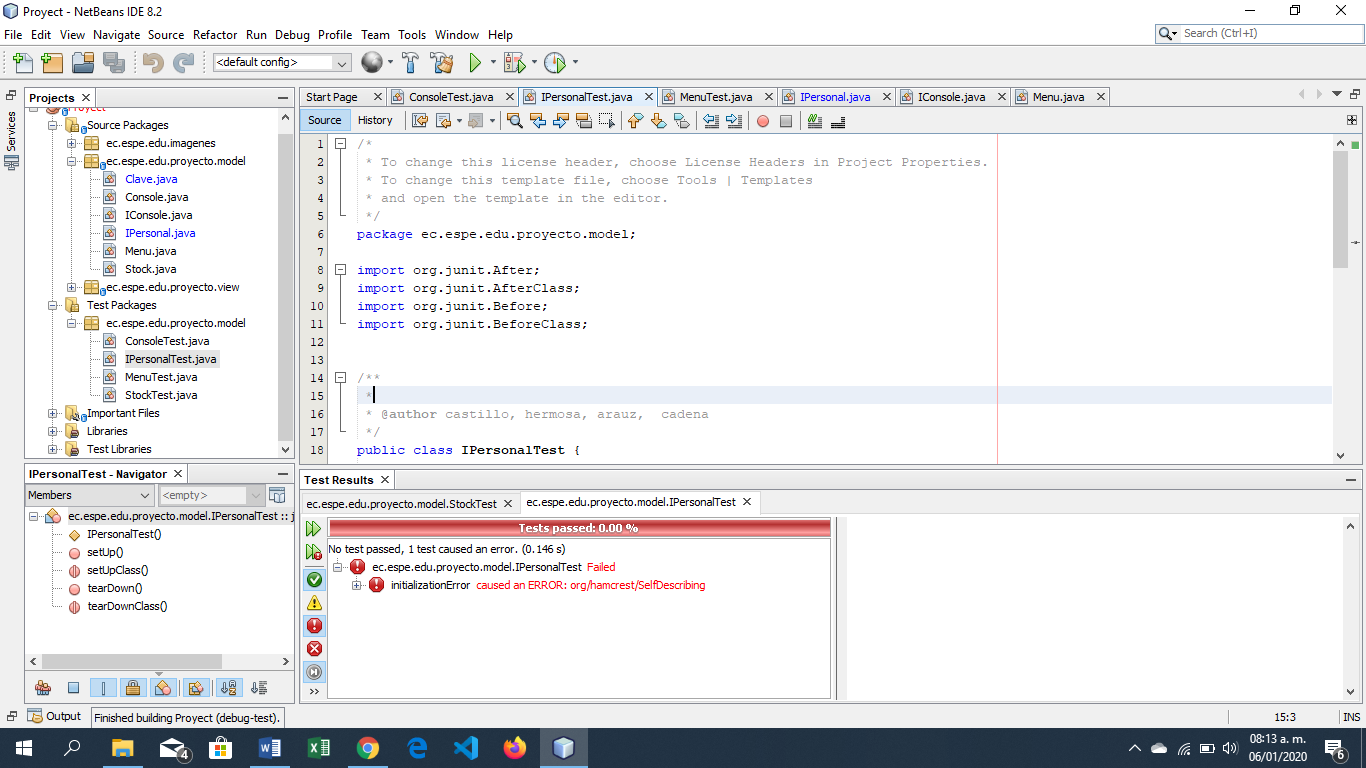 Proyect - NetBeans IDE 8.2
File Edit View Navigate Source Refactor Run Debug Profile Team Tools Window Help
Search (Ctrl+I)
<default config>
Services
Projects
Source Packages
ec.espe.edu.imagenes
ec.espe.edu.proyecto.model
Clave.java
Console.java
IConsole.java
IPersonal.java
Menu.java
Stock.java
ec.espe.edu.proyecto.view
Test Packages
ec.espe.edu.proyecto.model
ConsoleTest.java
IPersonalTest.java
MenuTest.java
StockTest.java
Important Files
Libraries
Test Libraries
Start Page ConsoleTest.java IPersonalTest.java MenuTest.java IPersonal.java IConsole.java Menu.java
Source History
1 /*
2 * To change this license header, choose License Headers in Project Properties.
3 * To change this template file, choose Tools | Templates
4 * and open the template in the editor.
5 */
6 package ec.espe.edu.proyecto.model;
7
8 import org.junit.After;
9 import org.junit.AfterClass;
10 import org.junit.Before;
11 import org.junit.BeforeClass;
12
13
14 /**
15 *
16 * @author castillo, hermosa, arauz,  cadena
17 */
18 public class IPersonalTest {
IPersonalTest - Navigator
Members <empty>
ec.espe.edu.proyecto.model.IPersonalTest :: j
IPersonalTest()
setUp()
setUpClass()
tearDown()
tearDownClass()
Test Results
ec.espe.edu.proyecto.model.StockTest ec.espe.edu.proyecto.model.IPersonalTest
Tests passed: 0.00 %
No test passed, 1 test caused an error. (0.146 s)
ec.espe.edu.proyecto.model.IPersonalTest Failed
initializationError caused an ERROR: org/hamcrest/SelfDescribing
Output Finished building Proyect (debug-test).
15:3 INS
4
08:13 a. m.
06/01/2020
6